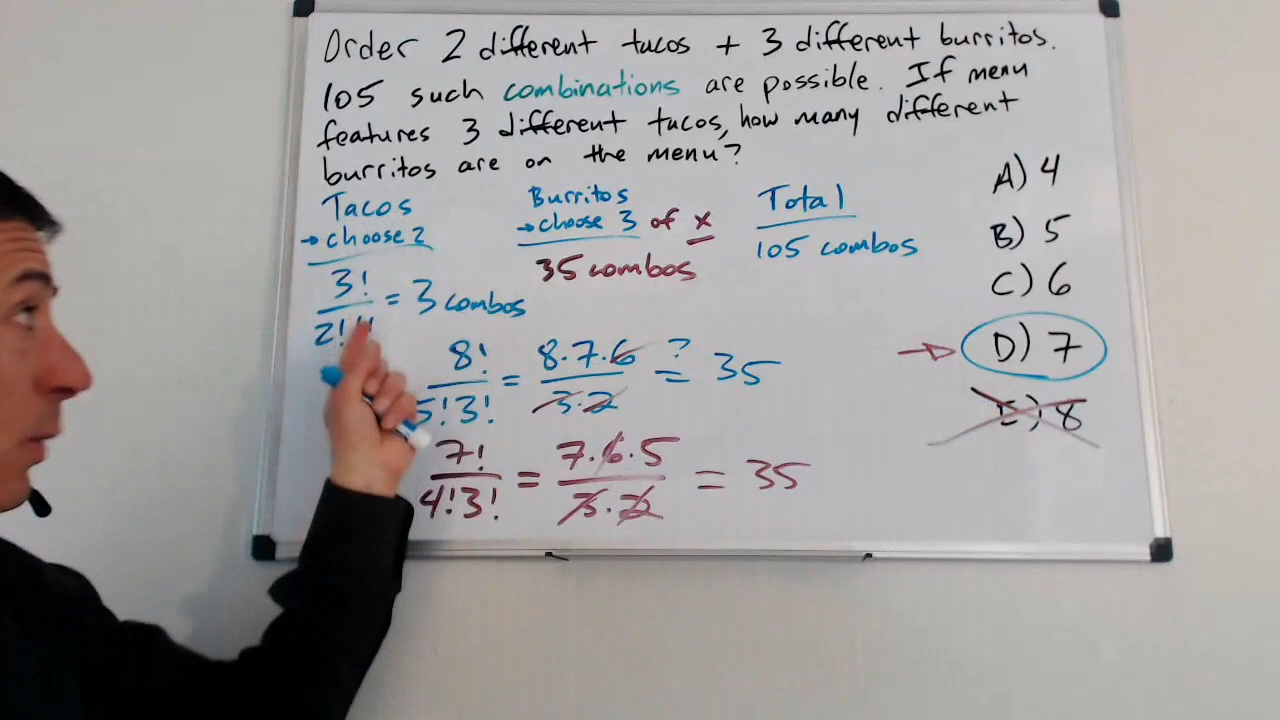 Order 2 different tacos + 3 different burritos.
105 such combinations are possible. If menu
features 3 different tacos, how many different
burritos are on the menu?
Tacos
→ choose 2
3!
2!
= 3 combos
Burritos
→ choose 3 of x
35 combos
Total
105 combos
8!
5!3!
= 8·7·6
3·2
?
= 35
7!
4!3!
= 7·6·5
3·2
= 35
A) 4
B) 5
C) 6
→ D) 7
E) 8